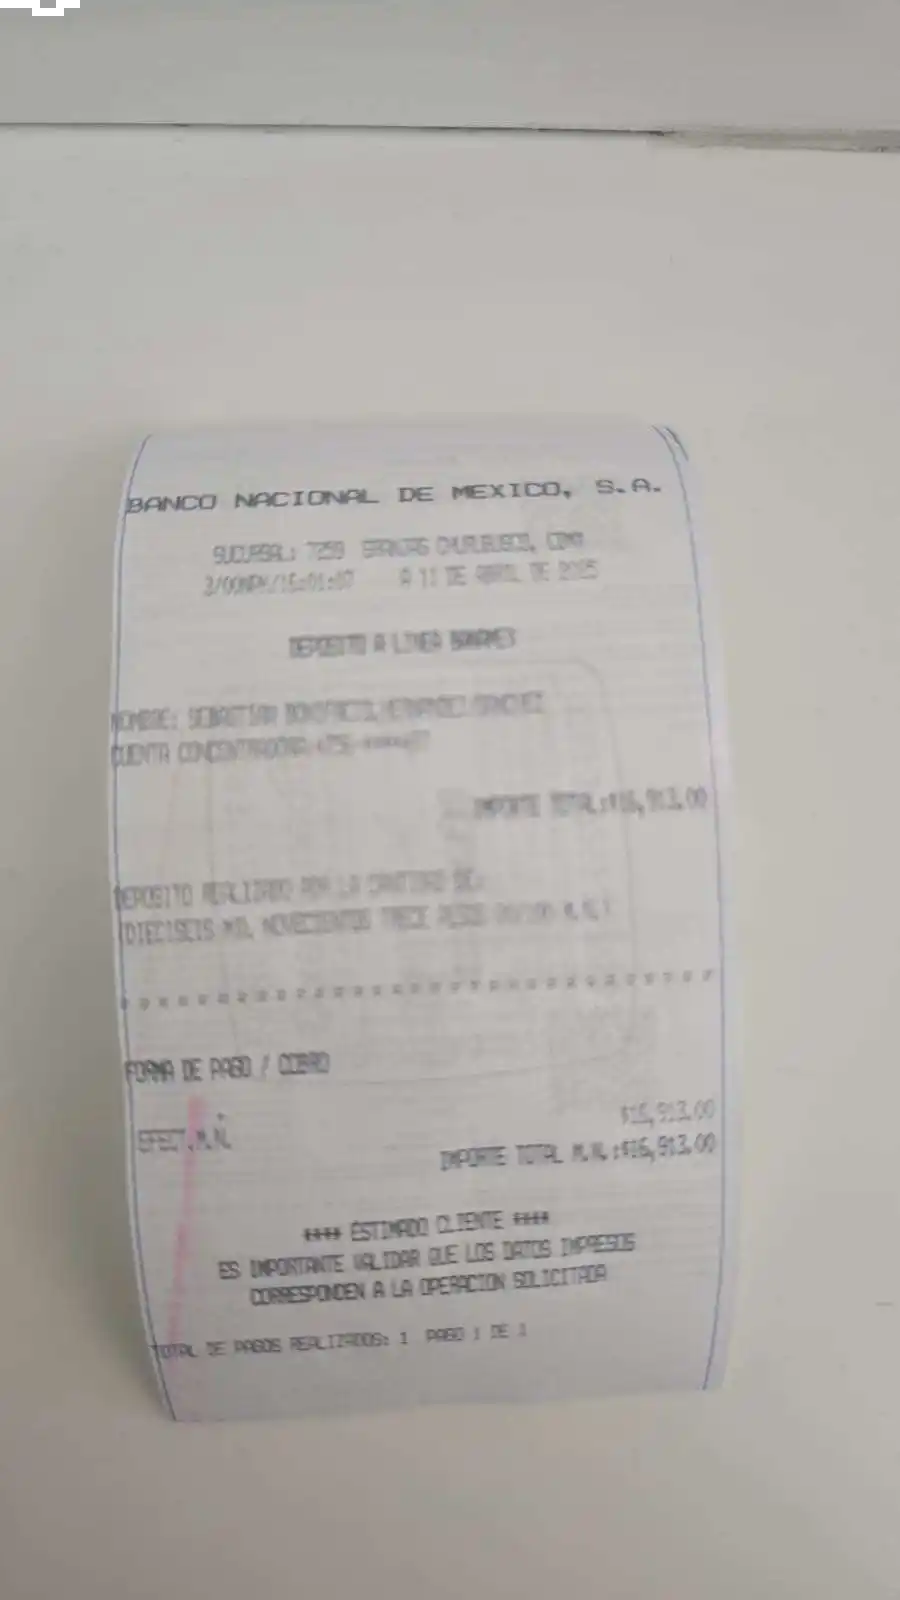 BANCO NACIONAL DE MEXICO, S.A.
SUCURSAL: 7259 CHURUBUSCO, CDMX
A 11 DE ABRIL DE 2025
DEPOSITO A LINEA BANAMEX
NOMBRE: SEBASTIAN BONIFACIO HERNANDEZ SANCHEZ
CUENTA CONCENTRADORA
IMPORTE TOTAL:$16,913.00
DEPOSITO REALIZADO POR LA CANTIDAD DE:
(DIECISEIS MIL NOVECIENTOS TRECE PESOS 00/100 M.N.)
FORMA DE PAGO / COBRO
$16,913.00
EFECT.M.N.
IMPORTE TOTAL M.N.:$16,913.00
**** ESTIMADO CLIENTE ****
ES IMPORTANTE VALIDAR QUE LOS DATOS IMPRESOS
CORRESPONDEN A LA OPERACION SOLICITADA
TOTAL DE PAGOS REALIZADOS: 1 PAGO 1 DE 1